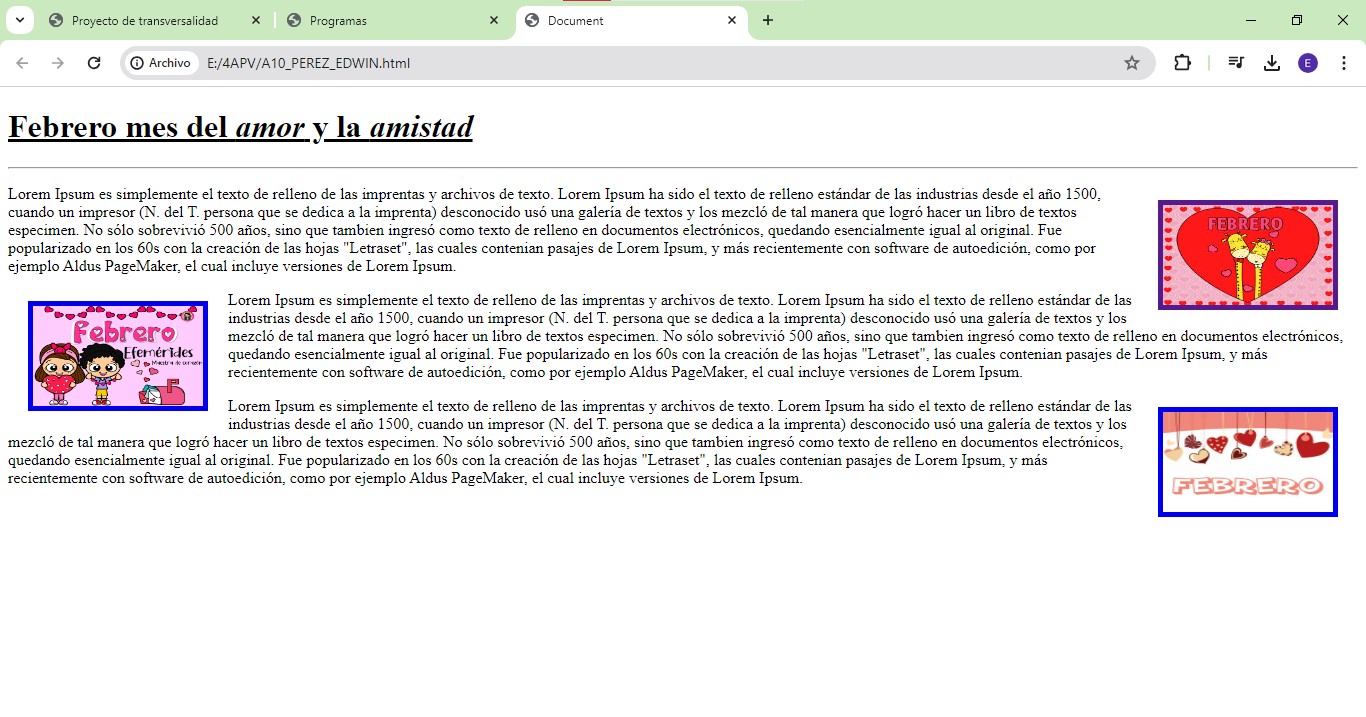 Proyecto de transversalidad
Programas
Document
Archivo
E:/4APV/A10_PEREZ_EDWIN.html
E
Febrero mes del amor y la amistad
Lorem Ipsum es simplemente el texto de relleno de las imprentas y archivos de texto. Lorem Ipsum ha sido el texto de relleno estándar de las industrias desde el año 1500,
cuando un impresor (N. del T. persona que se dedica a la imprenta) desconocido usó una galería de textos y los mezcló de tal manera que logró hacer un libro de textos
especimen. No sólo sobrevivió 500 años, sino que tambien ingresó como texto de relleno en documentos electrónicos, quedando esencialmente igual al original. Fue
popularizado en los 60s con la creación de las hojas "Letraset", las cuales contenian pasajes de Lorem Ipsum, y más recientemente con software de autoedición, como por
ejemplo Aldus PageMaker, el cual incluye versiones de Lorem Ipsum.
FEBRERO
Febrero
Efemérides
Lorem Ipsum es simplemente el texto de relleno de las imprentas y archivos de texto. Lorem Ipsum ha sido el texto de relleno estándar de las
industrias desde el año 1500, cuando un impresor (N. del T. persona que se dedica a la imprenta) desconocido usó una galería de textos y los
mezcló de tal manera que logró hacer un libro de textos especimen. No sólo sobrevivió 500 años, sino que tambien ingresó como texto de relleno en documentos electrónicos,
quedando esencialmente igual al original. Fue popularizado en los 60s con la creación de las hojas "Letraset", las cuales contenian pasajes de Lorem Ipsum, y más
recientemente con software de autoedición, como por ejemplo Aldus PageMaker, el cual incluye versiones de Lorem Ipsum.
Lorem Ipsum es simplemente el texto de relleno de las imprentas y archivos de texto. Lorem Ipsum ha sido el texto de relleno estándar de las
industrias desde el año 1500, cuando un impresor (N. del T. persona que se dedica a la imprenta) desconocido usó una galería de textos y los
mezcló de tal manera que logró hacer un libro de textos especimen. No sólo sobrevivió 500 años, sino que tambien ingresó como texto de relleno en documentos electrónicos,
quedando esencialmente igual al original. Fue popularizado en los 60s con la creación de las hojas "Letraset", las cuales contenian pasajes de Lorem Ipsum, y más
recientemente con software de autoedición, como por ejemplo Aldus PageMaker, el cual incluye versiones de Lorem Ipsum.
FEBRERO